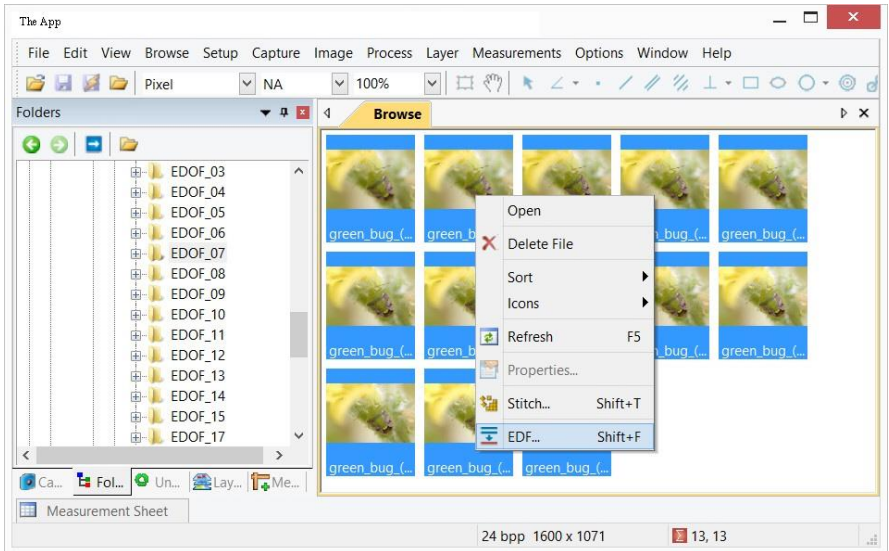 The App
File Edit View Browse Setup Capture Image Process Layer Measurements Options Window Help
Pixel NA 100%
Folders
Browse
EDOF_03
EDOF_04
EDOF_05
EDOF_06
EDOF_07
EDOF_08
EDOF_09
EDOF_10
EDOF_11
EDOF_12
EDOF_13
EDOF_14
EDOF_15
EDOF_17
Ca... Fol... Un... Lay... Me...
green_bug_(... green_b _bug_(... green_bug_(...
green_bug_(... green_b _bug_(... green_bug_(...
green_bug_(... green_bug_(... green_bug_(...
Open
Delete File
Sort
Icons
Refresh F5
Properties...
Stitch... Shift+T
EDF... Shift+F
Measurement Sheet
24 bpp 1600 x 1071 13, 13